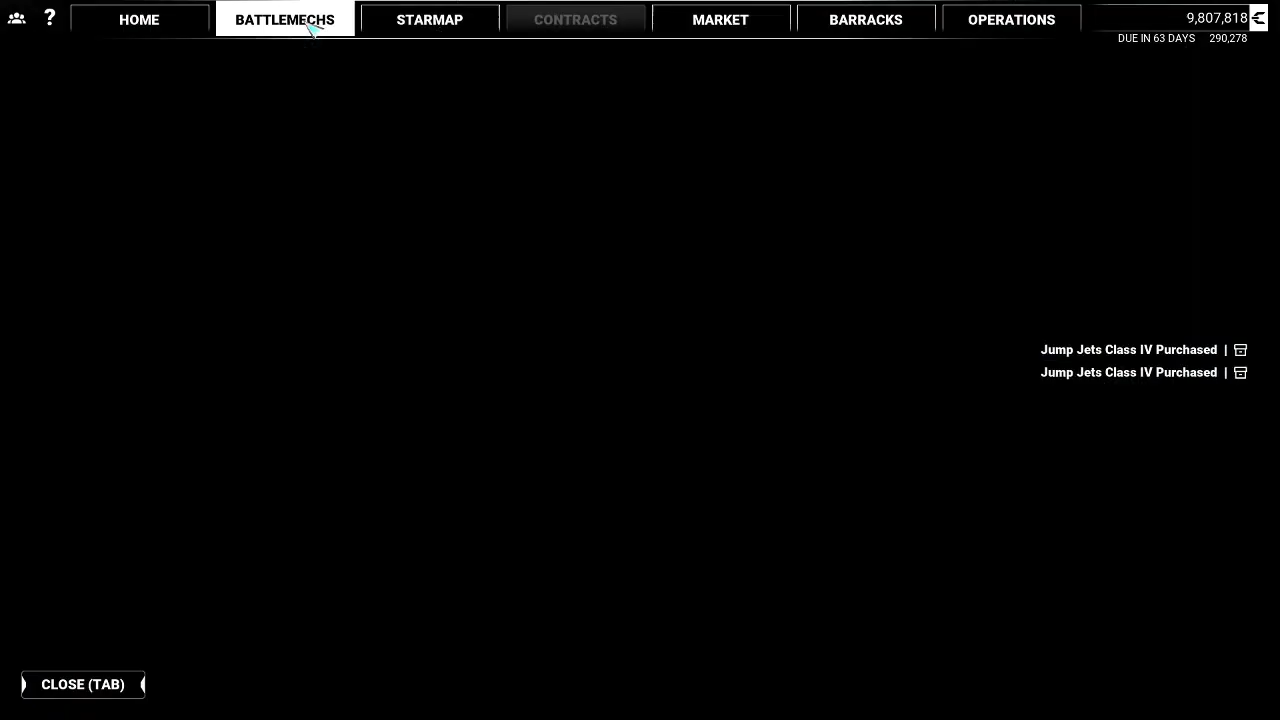 ? HOME BATTLEMECHS STARMAP CONTRACTS MARKET BARRACKS OPERATIONS 9,807,818
DUE IN 63 DAYS 290,278
Jump Jets Class IV Purchased |
Jump Jets Class IV Purchased |
CLOSE (TAB)